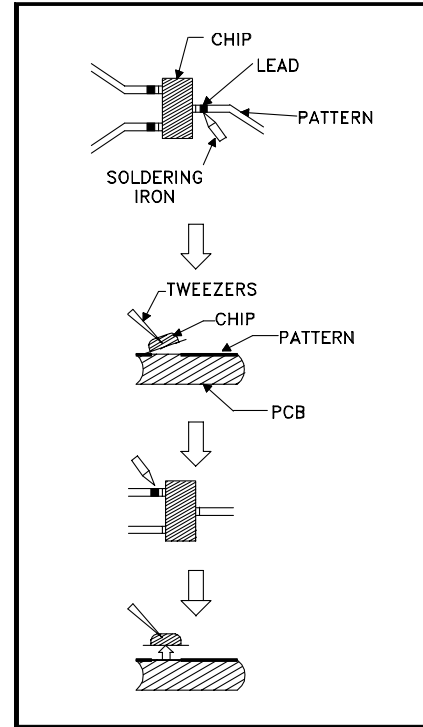 CHIP
LEAD
PATTERN
SOLDERING
IRON
TWEEZERS
CHIP
PATTERN
PCB